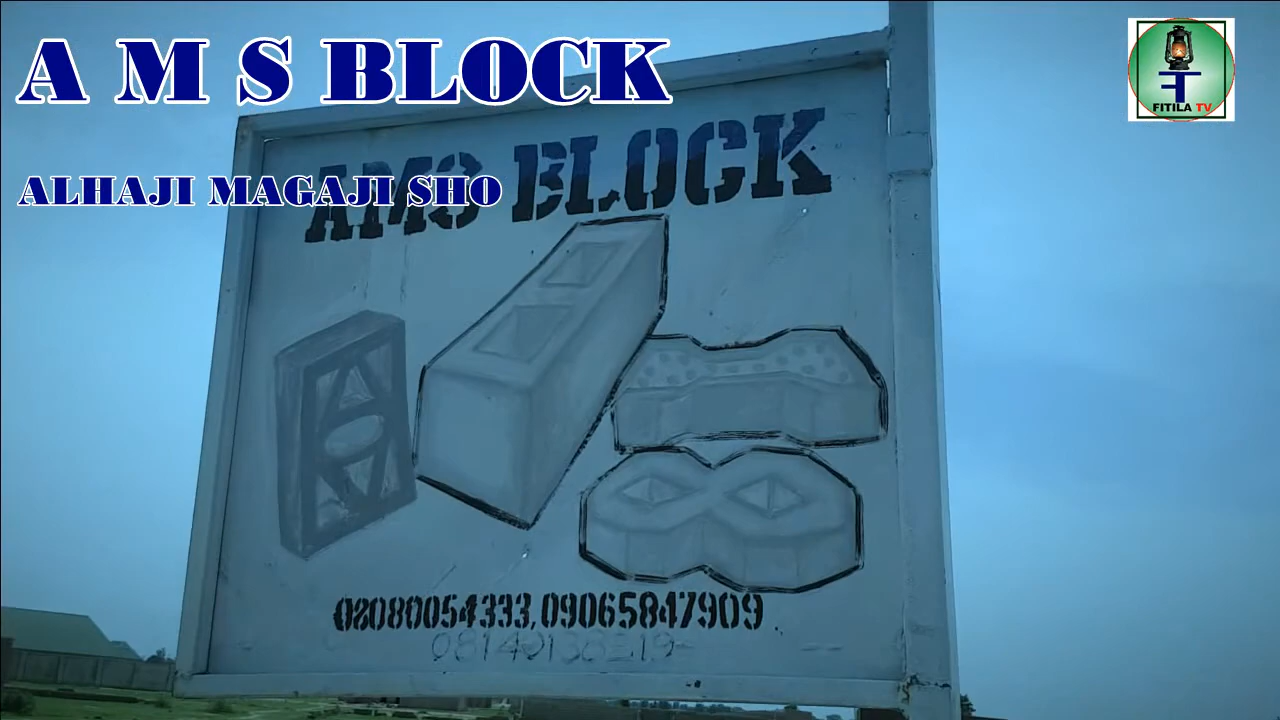 A M S BLOCK
FITILA TV
ALHAJI MAGAJI SHO
AMS BLOCK
08080054333, 09065847909